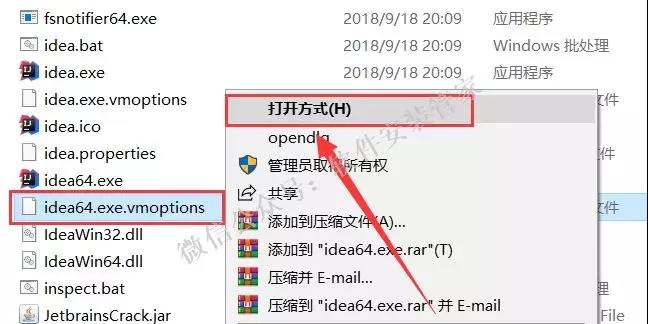 fsnotifier64.exe 2018/9/18 20:09 应用程序
idea.bat 2018/9/18 20:09 Windows 批处理
idea.exe 2018/9/18 20:09 应用程序
idea.exe.vmoptions 文件
打开方式(H)
idea.ico
opendlg
idea.properties 文件
管理员取得所有权
idea64.exe
共享
idea64.exe.vmoptions 文件
添加到压缩文件(A)...
IdeaWin32.dll
添加到 "idea64.exe.rar"(T)
IdeaWin64.dll
压缩并 E-mail...
inspect.bat
压缩到 "idea64.exe.rar" 并 E-mail
JetbrainsCrack.jar File
微信公众号：软件安装管家